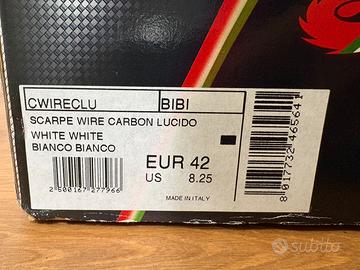 CWIRECLU BIBI
SCARPE WIRE CARBON LUCIDO
WHITE WHITE
BIANCO BIANCO
EUR 42
US 8.25
MADE IN ITALY
2 500167 277966
8 017732 465641
subito